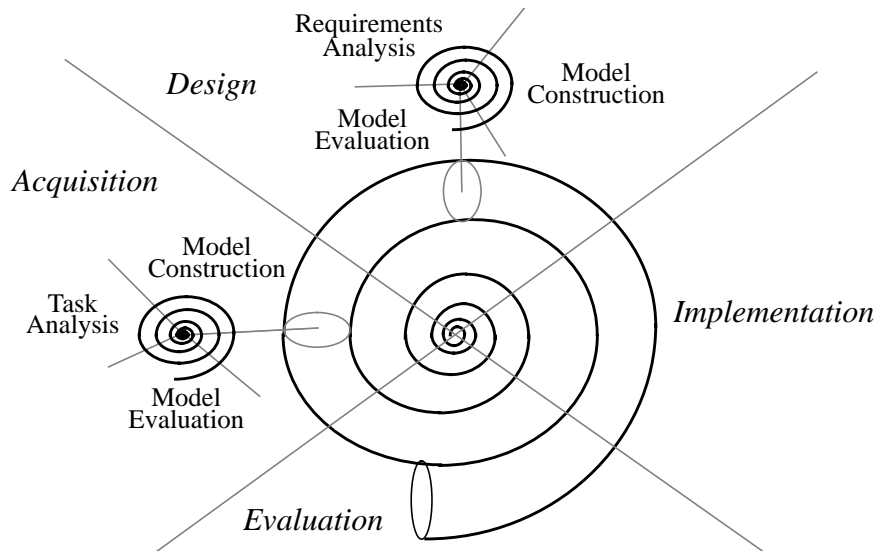 Requirements
Analysis
Design
Model
Construction
Model
Evaluation
Acquisition
Model
Construction
Task
Analysis
Implementation
Model
Evaluation
Evaluation